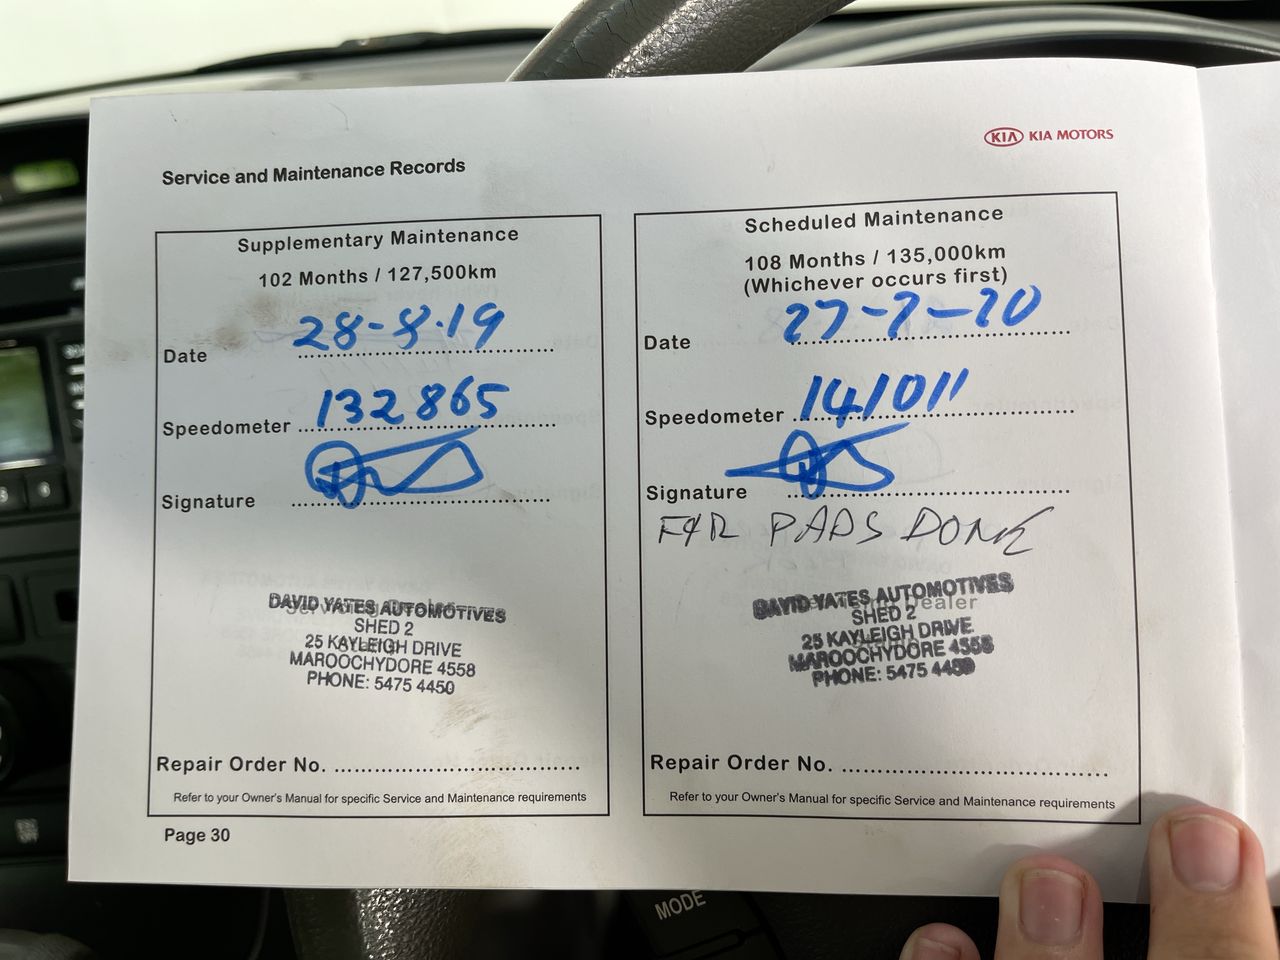 KIA KIA MOTORS
Service and Maintenance Records
Supplementary Maintenance
102 Months / 127,500km
Date 28-8-19
Speedometer 132865
Signature
DAVID YATES AUTOMOTIVES
SHED 2
25 KAYLEIGH DRIVE
MAROOCHYDORE 4558
PHONE: 5475 4450
Repair Order No.
Refer to your Owner's Manual for specific Service and Maintenance requirements
Page 30
Scheduled Maintenance
108 Months / 135,000km
(Whichever occurs first)
Date 27-7-20
Speedometer 141011
Signature
F&R PADS DONE
DAVID YATES AUTOMOTIVES
SHED 2 Dealer
25 KAYLEIGH DRIVE
MAROOCHYDORE 4558
PHONE: 5475 4450
Repair Order No.
Refer to your Owner's Manual for specific Service and Maintenance requirements
MODE